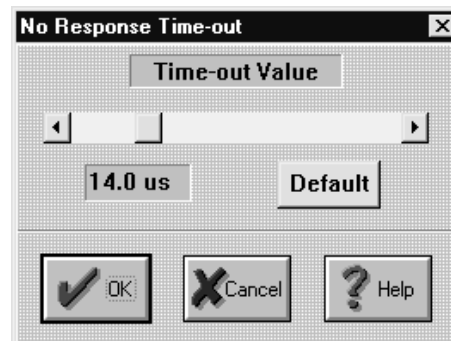 No Response Time-out
Time-out Value
14.0 us
Default
OK
Cancel
Help